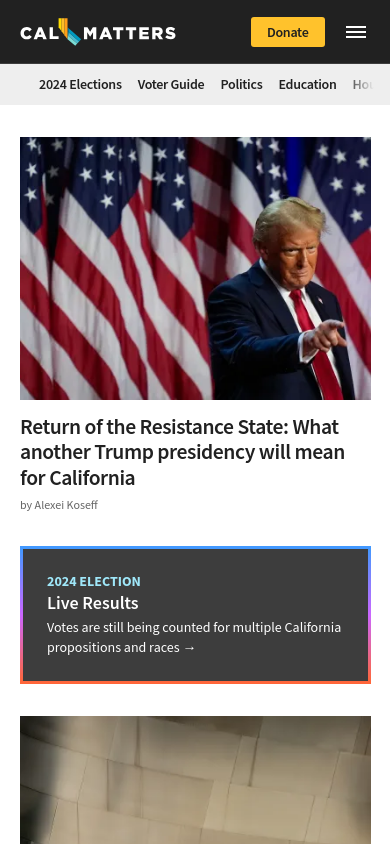 CAL MATTERS
Donate
2024 Elections Voter Guide Politics Education
Return of the Resistance State: What
another Trump presidency will mean
for California
by Alexei Koseff
2024 ELECTION
Live Results
Votes are still being counted for multiple California
propositions and races →